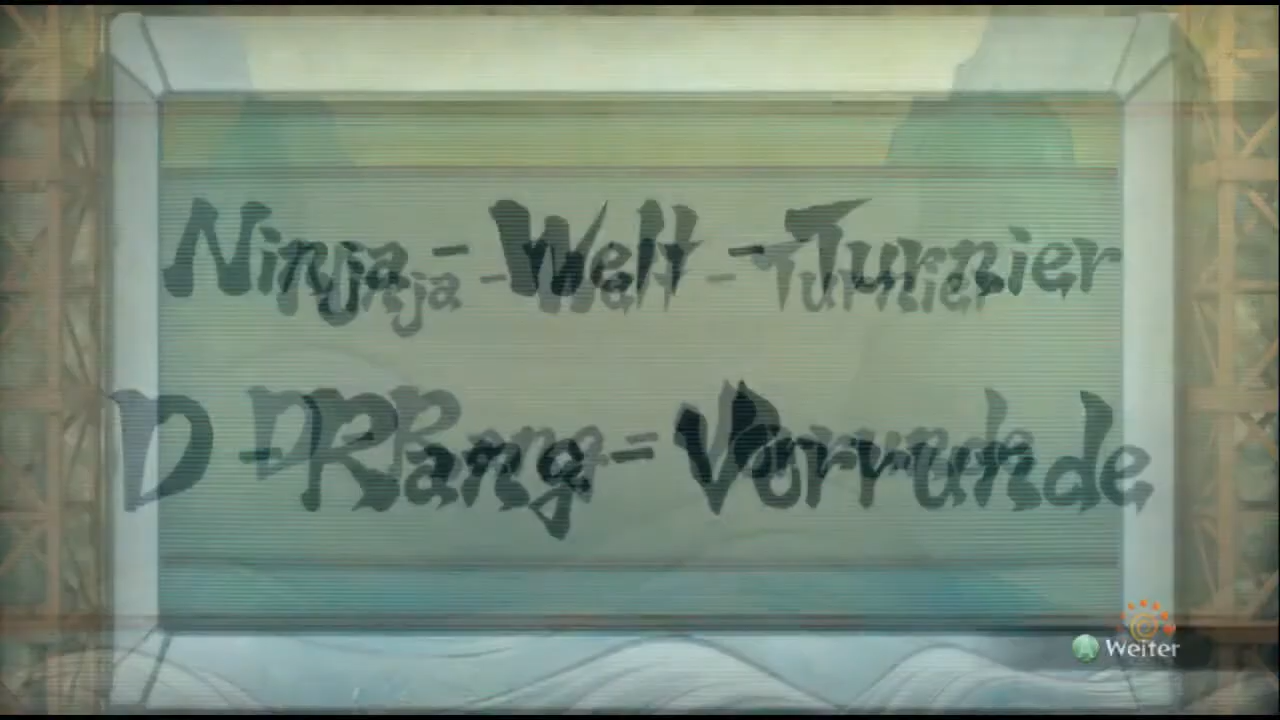 Ninja - Welt - Turnier
D - Rang - Vorrunde
A Weiter